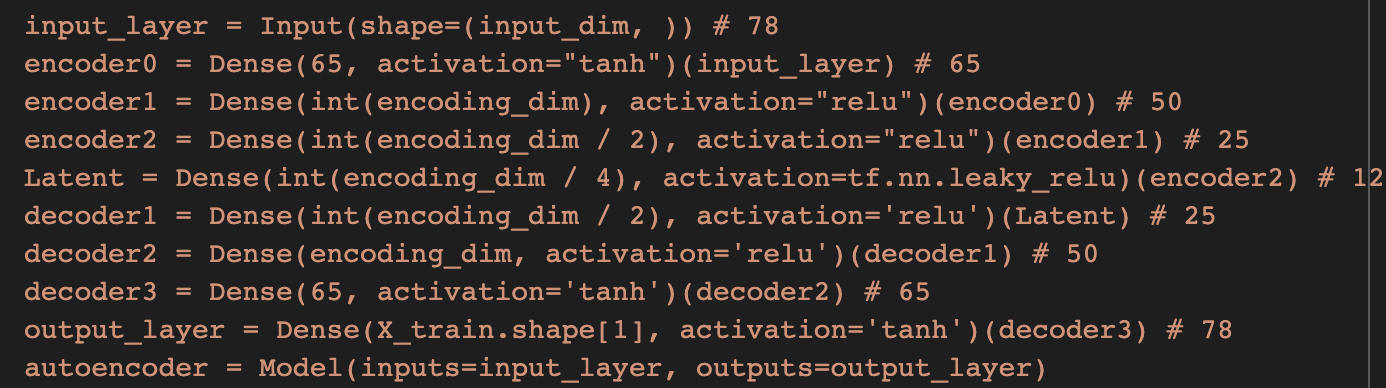 input_layer = Input(shape=(input_dim, )) # 78
encoder0 = Dense(65, activation="tanh")(input_layer) # 65
encoder1 = Dense(int(encoding_dim), activation="relu")(encoder0) # 50
encoder2 = Dense(int(encoding_dim / 2), activation="relu")(encoder1) # 25
Latent = Dense(int(encoding_dim / 4), activation=tf.nn.leaky_relu)(encoder2) # 12
decoder1 = Dense(int(encoding_dim / 2), activation='relu')(Latent) # 25
decoder2 = Dense(encoding_dim, activation='relu')(decoder1) # 50
decoder3 = Dense(65, activation='tanh')(decoder2) # 65
output_layer = Dense(X_train.shape[1], activation='tanh')(decoder3) # 78
autoencoder = Model(inputs=input_layer, outputs=output_layer)